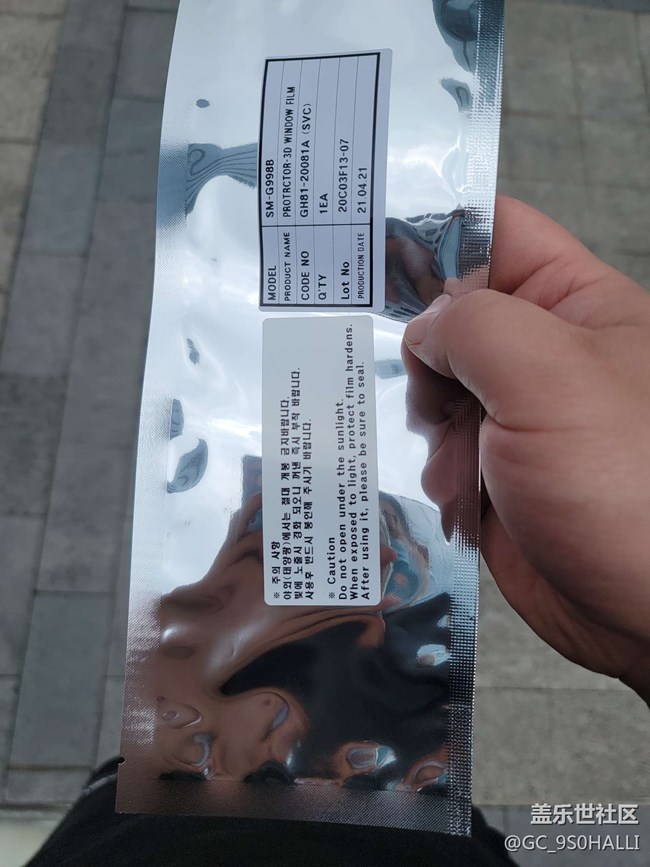 MODEL SM-G998B
PRODUCT NAME PROTRCTOR-3D WINDOW FILM
CODE NO GH81-20081A (SVC)
Q'TY 1EA
Lot No 20C03F13-07
PRODUCTION DATE 21 04.21
※ 주의 사항
야외(태양광)에서는 절대 개봉 금지바랍니다.
빛에 노출시 경화 되오니 꺼낸 즉시 부착 바랍니다.
사용후 반드시 봉인해 주시기 바랍니다.
※ Caution
Do not open under the sunlight.
When exposed to light, protect film hardens.
After using it, please be sure to seal.
盖乐世社区
@GC_9S0HALLI